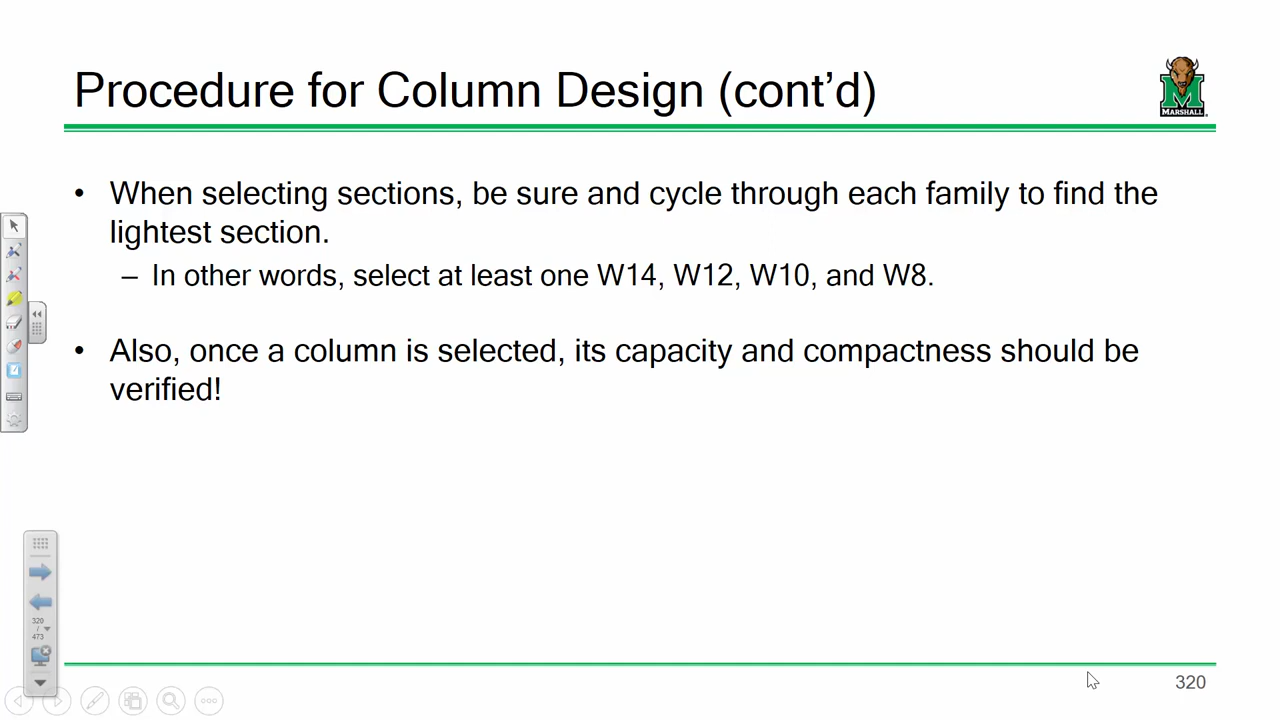 Procedure for Column Design (cont’d)
MARSHALL
• When selecting sections, be sure and cycle through each family to find the
lightest section.
– In other words, select at least one W14, W12, W10, and W8.
• Also, once a column is selected, its capacity and compactness should be
verified!
320
/
473
320